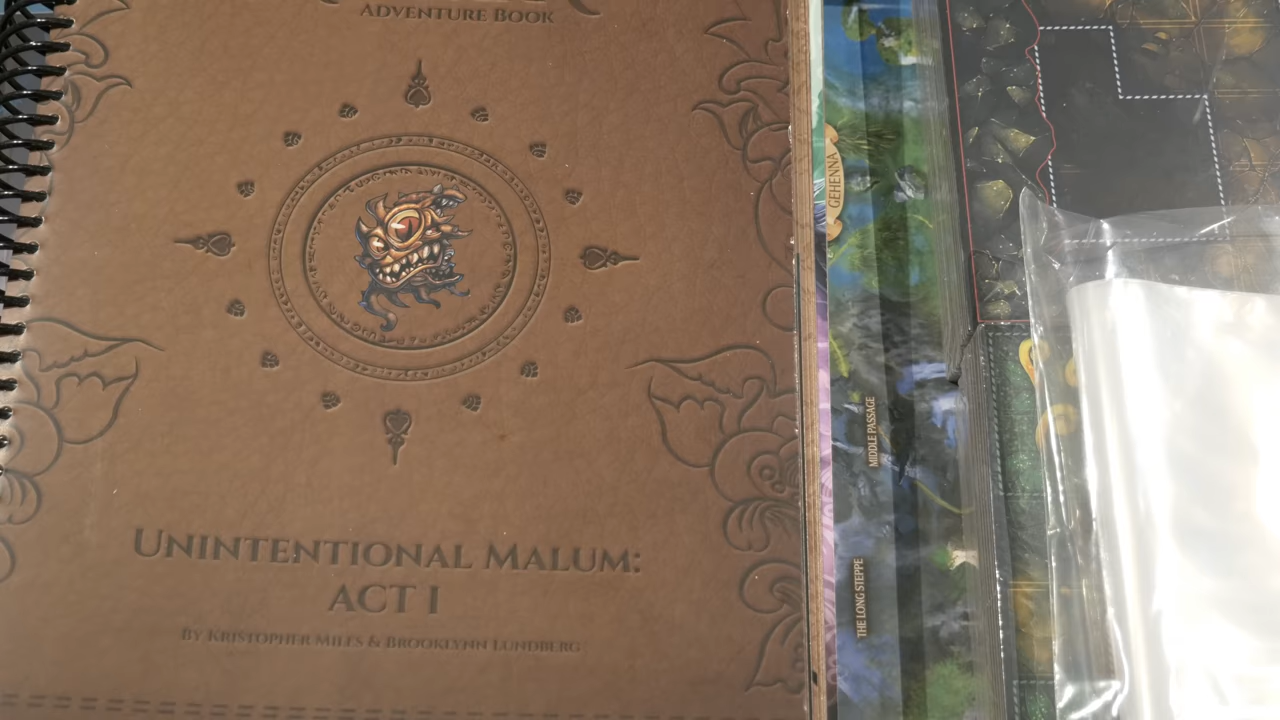 ADVENTURE BOOK
UNINTENTIONAL MALUM:
ACT I
BY KRISTOPHER MILES & BROOKLYNN LUNDBERG
GEHENNA
MIDDLE PASSAGE
THE LONG STEPPE